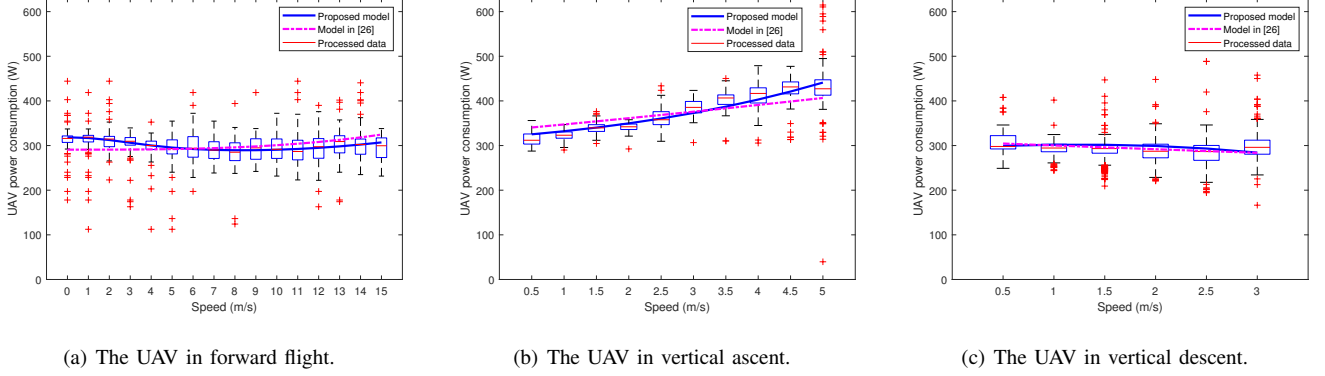 600
500
400
300
200
100
0
UAV power consumption (W)
Proposed model
Model in [26]
Processed data
0 1 2 3 4 5 6 7 8 9 10 11 12 13 14 15
Speed (m/s)
(a) The UAV in forward flight.
600
500
400
300
200
100
0
UAV power consumption (W)
Proposed model
Model in [26]
Processed data
0.5 1 1.5 2 2.5 3 3.5 4 4.5 5
Speed (m/s)
(b) The UAV in vertical ascent.
600
500
400
300
200
100
0
UAV power consumption (W)
Proposed model
Model in [26]
Processed data
0.5 1 1.5 2 2.5 3
Speed (m/s)
(c) The UAV in vertical descent.